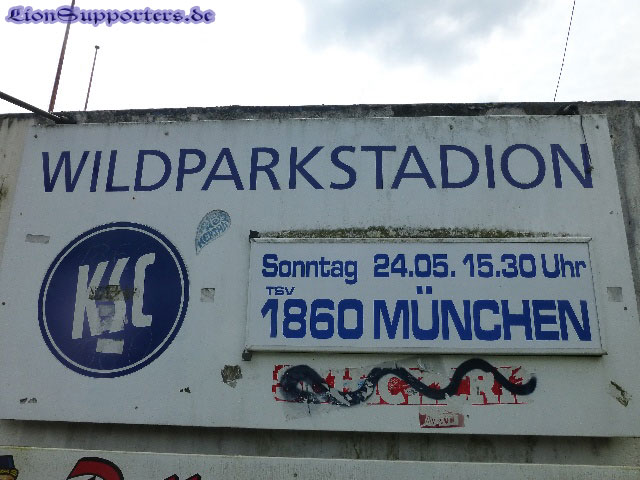 LionSupporters.de
WILDPARKSTADION
KSC
Sonntag 24.05. 15.30 Uhr
TSV
1860 MÜNCHEN